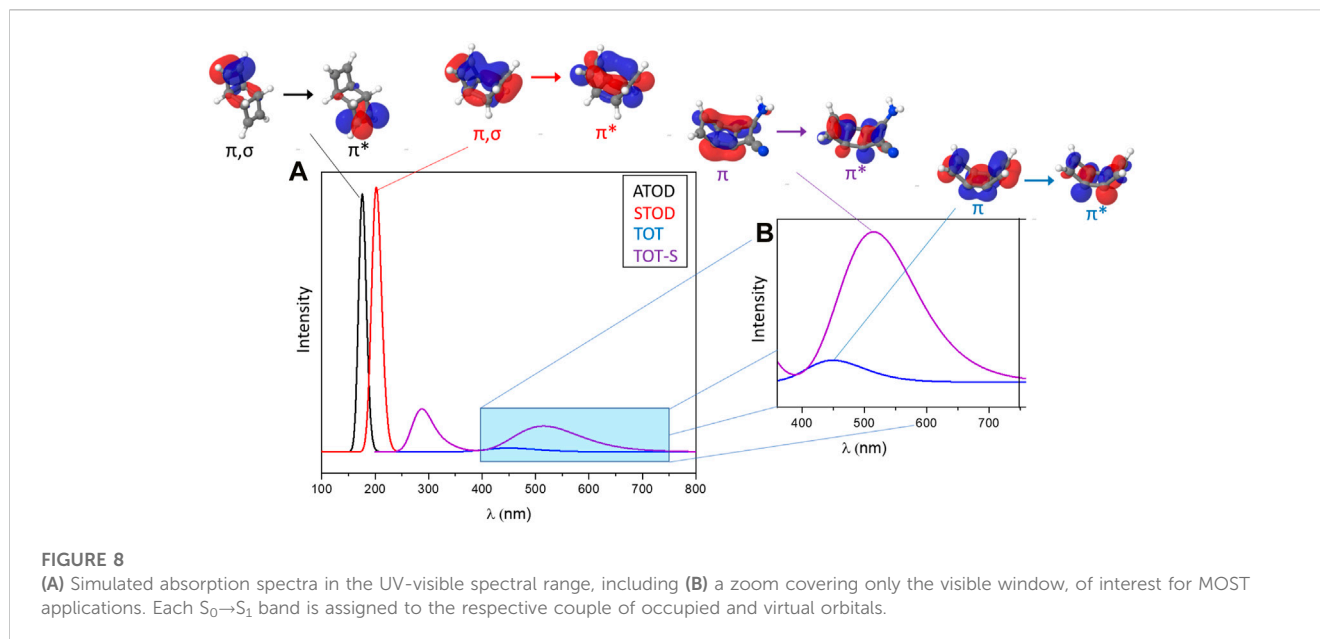 π,σ
π*
π,σ
π*
π
π*
π
π*
A
ATOD
STOD
TOT
TOT-S
Intensity
100 200 300 400 500 600 700 800
λ (nm)
B
Intensity
400 500 600 700
λ (nm)
FIGURE 8
(A) Simulated absorption spectra in the UV-visible spectral range, including (B) a zoom covering only the visible window, of interest for MOST
applications. Each S₀→S₁ band is assigned to the respective couple of occupied and virtual orbitals.